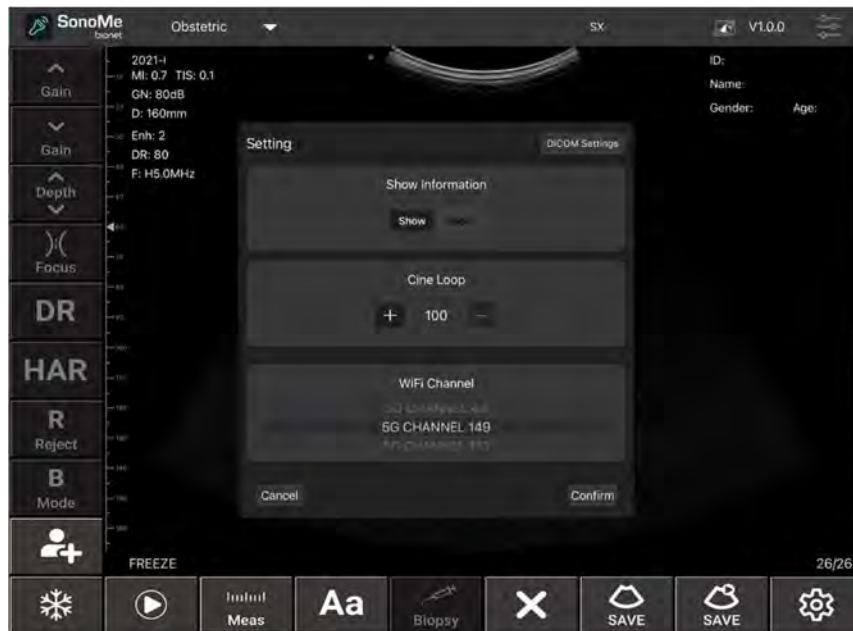 SonoMe
bionet
Obstetric
SX
V1.0.0
Gain
Gain
Depth
Focus
DR
HAR
R
Reject
B
Mode
MI: 0.7 TIS: 0.1
GN: 80dB
D: 160mm
Enh: 2
DR: 80
F: H5.0MHz
ID:
Name:
Gender: Age:
Setting
DICOM Settings
Show Information
Show
Cine Loop
+ 100 -
WiFi Channel
5G CHANNEL 149
Cancel
Confirm
FREEZE
26/26
Meas
Aa
Biopsy
SAVE
SAVE